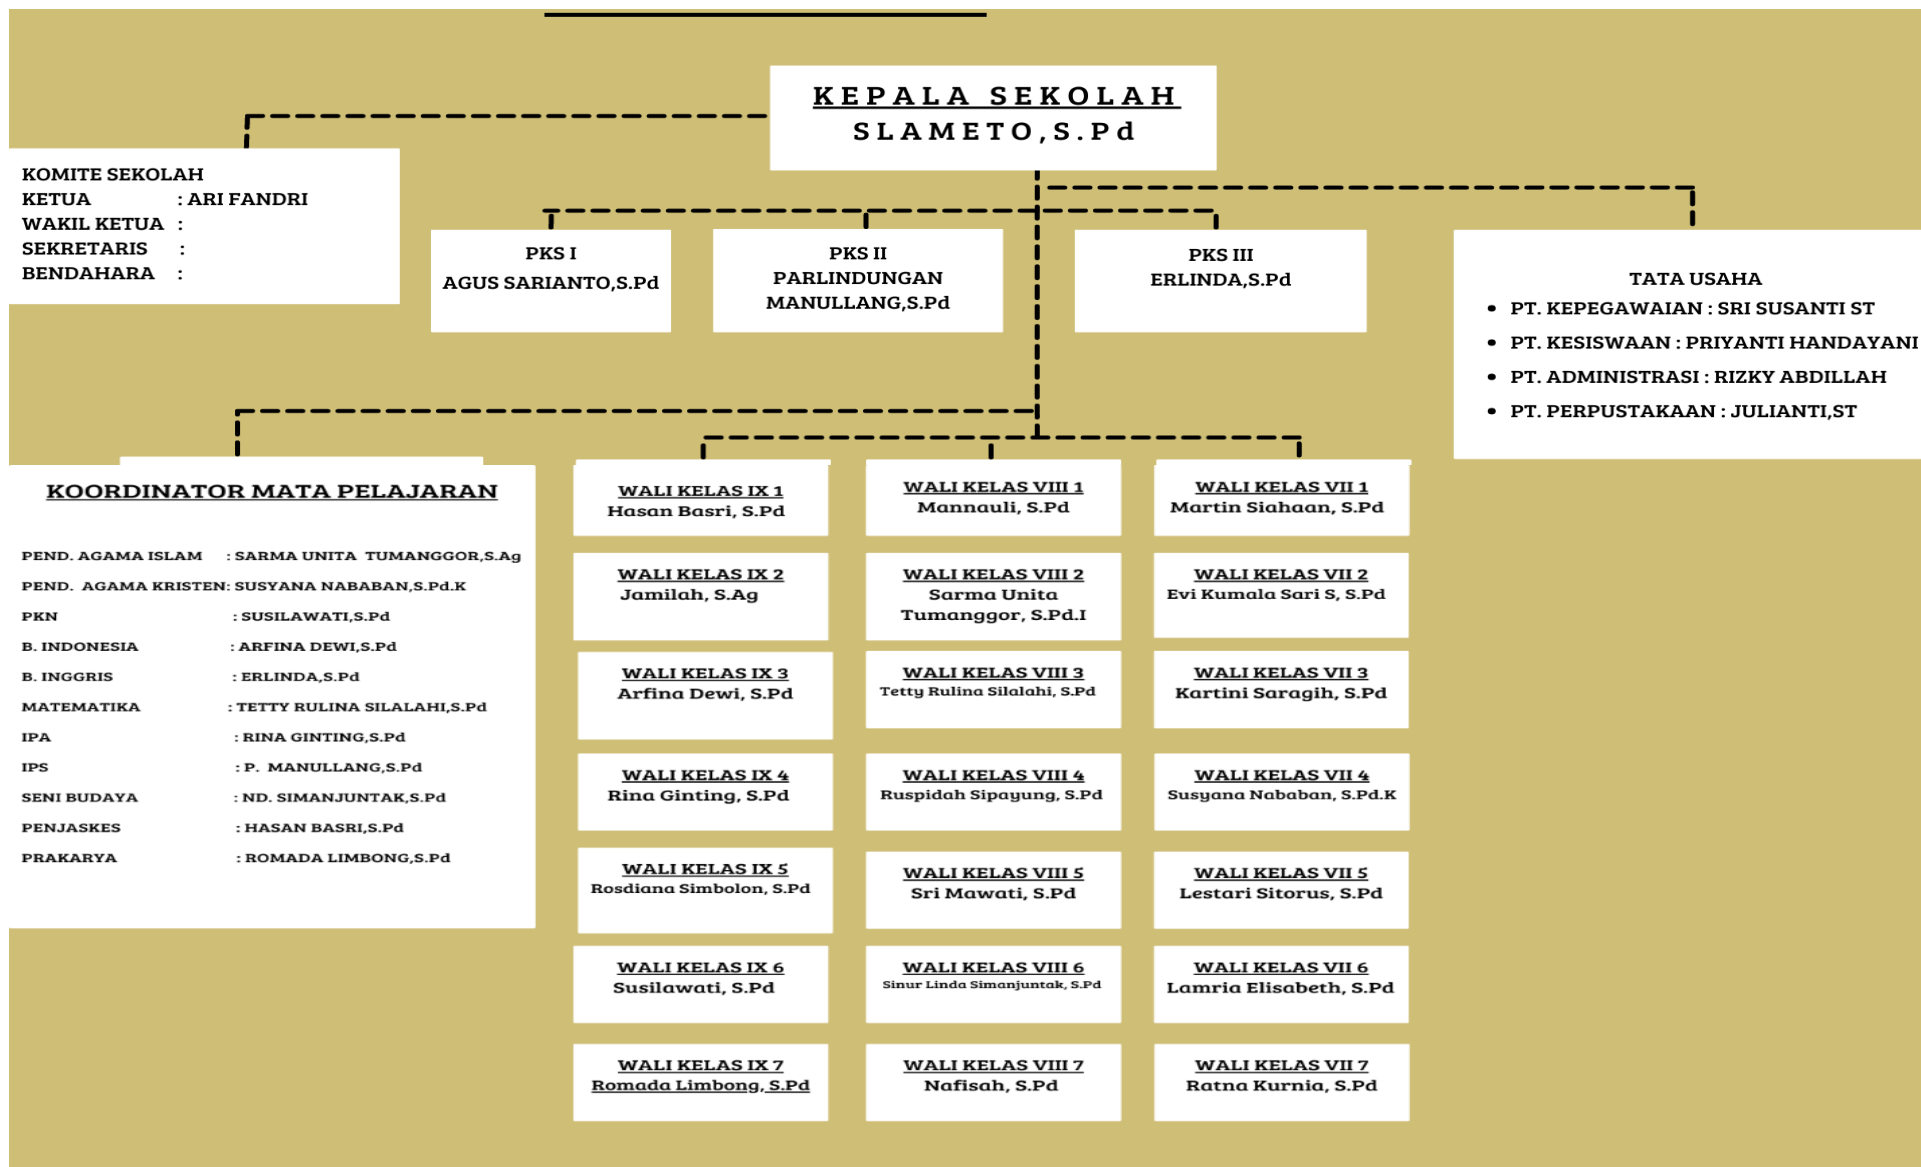 KEPALA SEKOLAH
SLAMETO,S.Pd
KOMITE SEKOLAH
KETUA : ARI FANDRI
WAKIL KETUA :
SEKRETARIS :
BENDAHARA :
PKS I
AGUS SARIANTO,S.Pd
PKS II
PARLINDUNGAN
MANULLANG,S.Pd
PKS III
ERLINDA,S.Pd
TATA USAHA
• PT. KEPEGAWAIAN : SRI SUSANTI ST
• PT. KESISWAAN : PRIYANTI HANDAYANI
• PT. ADMINISTRASI : RIZKY ABDILLAH
• PT. PERPUSTAKAAN : JULIANTI,ST
KOORDINATOR MATA PELAJARAN
PEND. AGAMA ISLAM : SARMA UNITA TUMANGGOR,S.Ag
PEND. AGAMA KRISTEN: SUSYANA NABABAN,S.Pd.K
PKN : SUSILAWATI,S.Pd
B. INDONESIA : ARFINA DEWI,S.Pd
B. INGGRIS : ERLINDA,S.Pd
MATEMATIKA : TETTY RULINA SILALAHI,S.Pd
IPA : RINA GINTING,S.Pd
IPS : P. MANULLANG,S.Pd
SENI BUDAYA : ND. SIMANJUNTAK,S.Pd
PENJASKES : HASAN BASRI,S.Pd
PRAKARYA : ROMADA LIMBONG,S.Pd
WALI KELAS IX 1
Hasan Basri, S.Pd
WALI KELAS IX 2
Jamilah, S.Ag
WALI KELAS IX 3
Arfina Dewi, S.Pd
WALI KELAS IX 4
Rina Ginting, S.Pd
WALI KELAS IX 5
Rosdiana Simbolon, S.Pd
WALI KELAS IX 6
Susilawati, S.Pd
WALI KELAS IX 7
Romada Limbong, S.Pd
WALI KELAS VIII 1
Mannauli, S.Pd
WALI KELAS VIII 2
Sarma Unita
Tumanggor, S.Pd.I
WALI KELAS VIII 3
Tetty Rulina Silalahi, S.Pd
WALI KELAS VIII 4
Ruspidah Sipayung, S.Pd
WALI KELAS VIII 5
Sri Mawati, S.Pd
WALI KELAS VIII 6
Sinur Linda Simanjuntak, S.Pd
WALI KELAS VIII 7
Nafisah, S.Pd
WALI KELAS VII 1
Martin Siahaan, S.Pd
WALI KELAS VII 2
Evi Kumala Sari S, S.Pd
WALI KELAS VII 3
Kartini Saragih, S.Pd
WALI KELAS VII 4
Susyana Nababan, S.Pd.K
WALI KELAS VII 5
Lestari Sitorus, S.Pd
WALI KELAS VII 6
Lamria Elisabeth, S.Pd
WALI KELAS VII 7
Ratna Kurnia, S.Pd